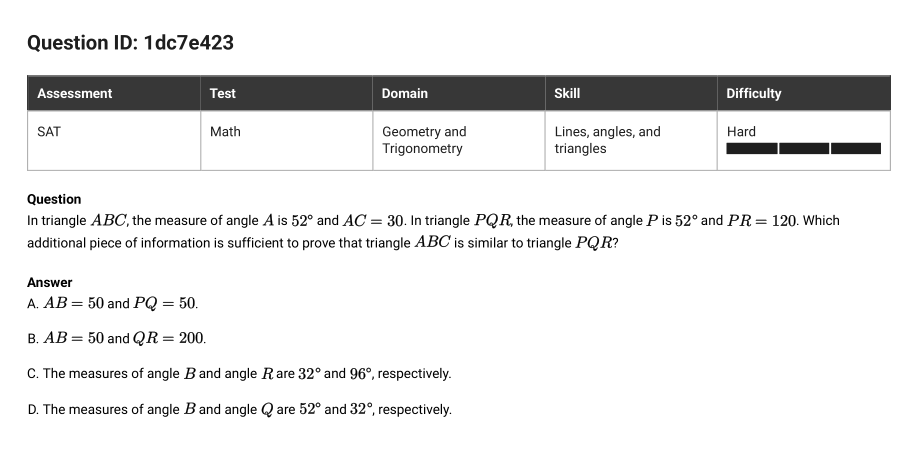 Question ID: 1dc7e423
Assessment Test Domain Skill Difficulty
SAT Math Geometry and Trigonometry Lines, angles, and triangles Hard
Question
In triangle ABC, the measure of angle A is 52° and AC = 30. In triangle PQR, the measure of angle P is 52° and PR = 120. Which
additional piece of information is sufficient to prove that triangle ABC is similar to triangle PQR?
Answer
A. AB = 50 and PQ = 50.
B. AB = 50 and QR = 200.
C. The measures of angle B and angle R are 32° and 96°, respectively.
D. The measures of angle B and angle Q are 52° and 32°, respectively.